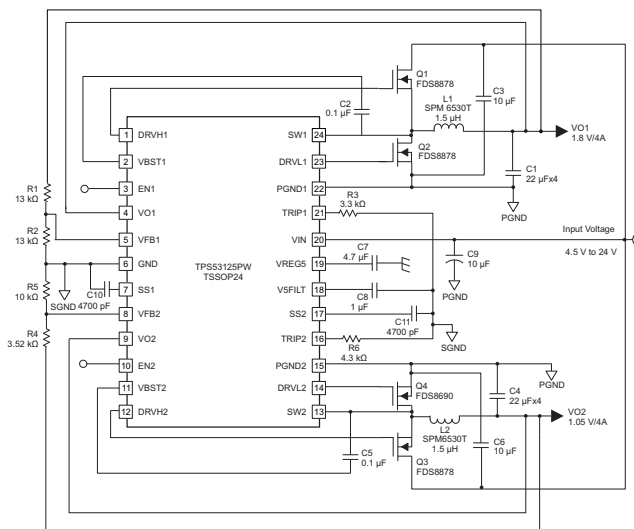 Q1
FDS8878
C3
10 µF
L1
SPM 6530T
1.5 µH
C2
0.1 µF
VO1
1.8 V/4A
1
DRVH1
SW1
24
Q2
FDS8878
2
VBST1
DRVL1
23
C1
22 µFx4
3
EN1
PGND1
22
PGND
R1
13 kΩ
R3
3.3 kΩ
4
VO1
TRIP1
21
R2
13 kΩ
5
VFB1
VIN
20
Input Voltage
4.5 V to 24 V
C7
4.7 µF
C9
10 µF
PGND
6
GND
TPS53125PW
TSSOP24
VREG5
19
R5
10 kΩ
SGND
C10
4700 pF
7
SS1
V5FILT
18
C8
1 µF
8
VFB2
SS2
17
C11
4700 PF
SGND
R4
3.52 kΩ
9
VO2
TRIP2
16
R6
4.3 kΩ
10
EN2
PGND2
15
PGND
11
VBST2
DRVL2
14
Q4
FDS8690
C4
22 µFx4
12
DRVH2
SW2
13
VO2
1.05 V/4A
L2
SPM6530T
1.5 µH
C6
10 µF
C5
0.1 µF
Q3
FDS8878